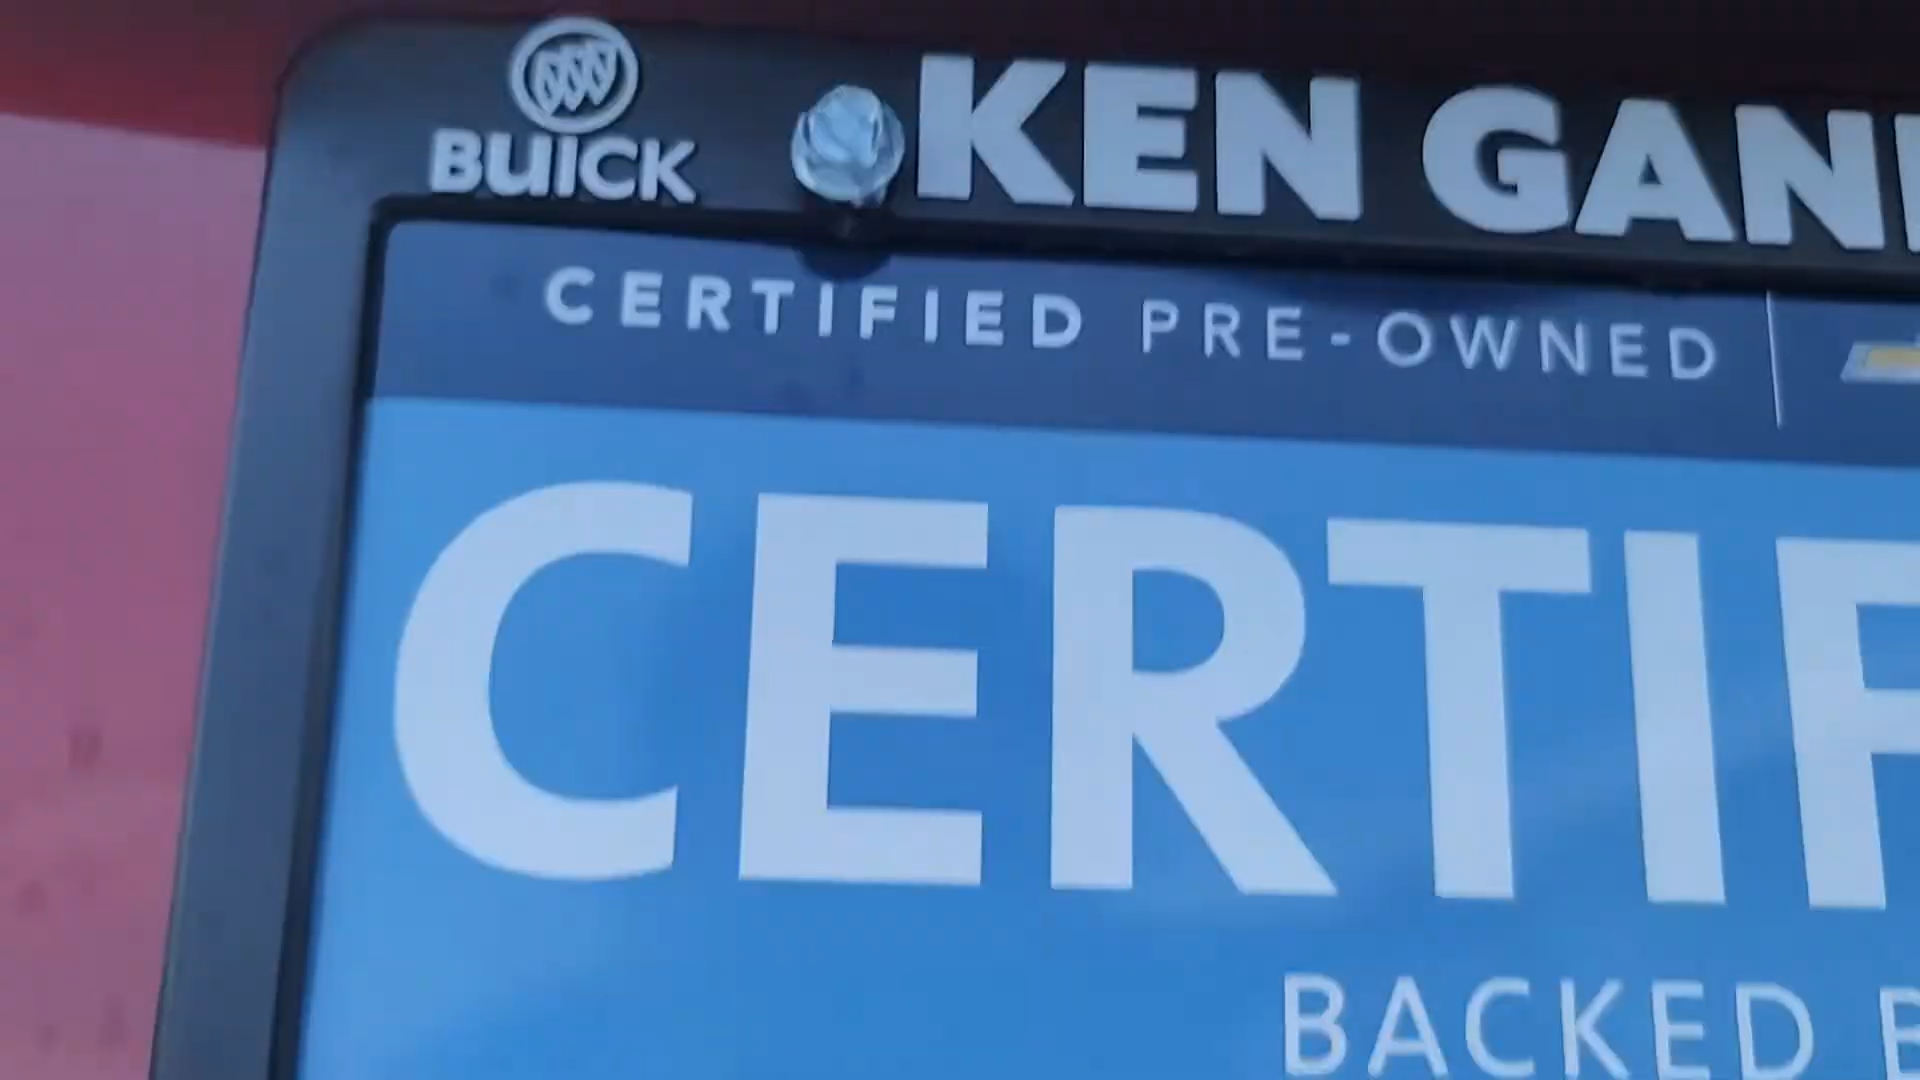 BUICK
KEN GAN
CERTIFIED PRE-OWNED
CERTIF
BACKED B